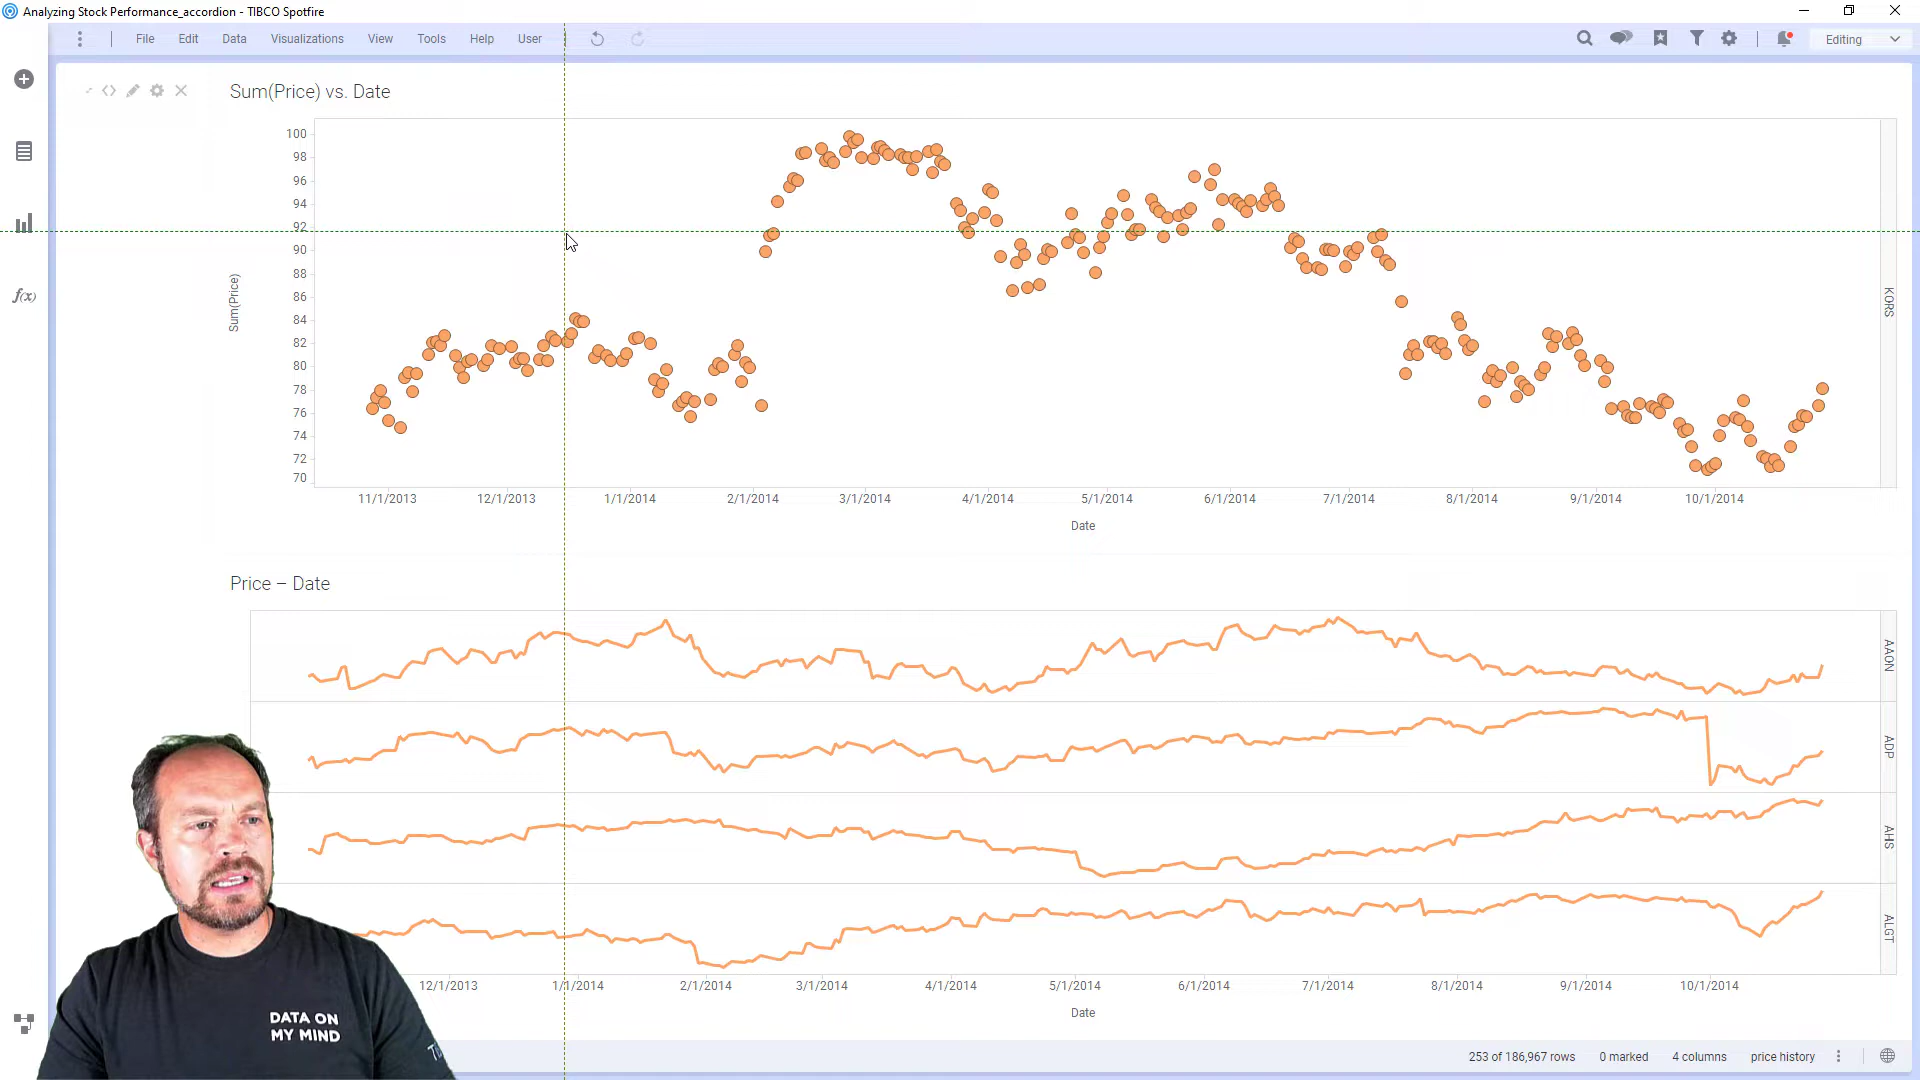 Analyzing Stock Performance_accordion - TIBCO Spotfire
File Edit Data Visualizations View Tools Help User
Editing
Sum(Price) vs. Date
100
98
96
94
92
90
88
86
84
82
80
78
76
74
72
70
Sum(Price)
KORS
11/1/2013 12/1/2013 1/1/2014 2/1/2014 3/1/2014 4/1/2014 5/1/2014 6/1/2014 7/1/2014 8/1/2014 9/1/2014 10/1/2014
Date
f(x)
Price – Date
AAON
ADP
AHS
ALGT
12/1/2013 1/1/2014 2/1/2014 3/1/2014 4/1/2014 5/1/2014 6/1/2014 7/1/2014 8/1/2014 9/1/2014 10/1/2014
Date
DATA ON
MY MIND
253 of 186,967 rows 0 marked 4 columns price history